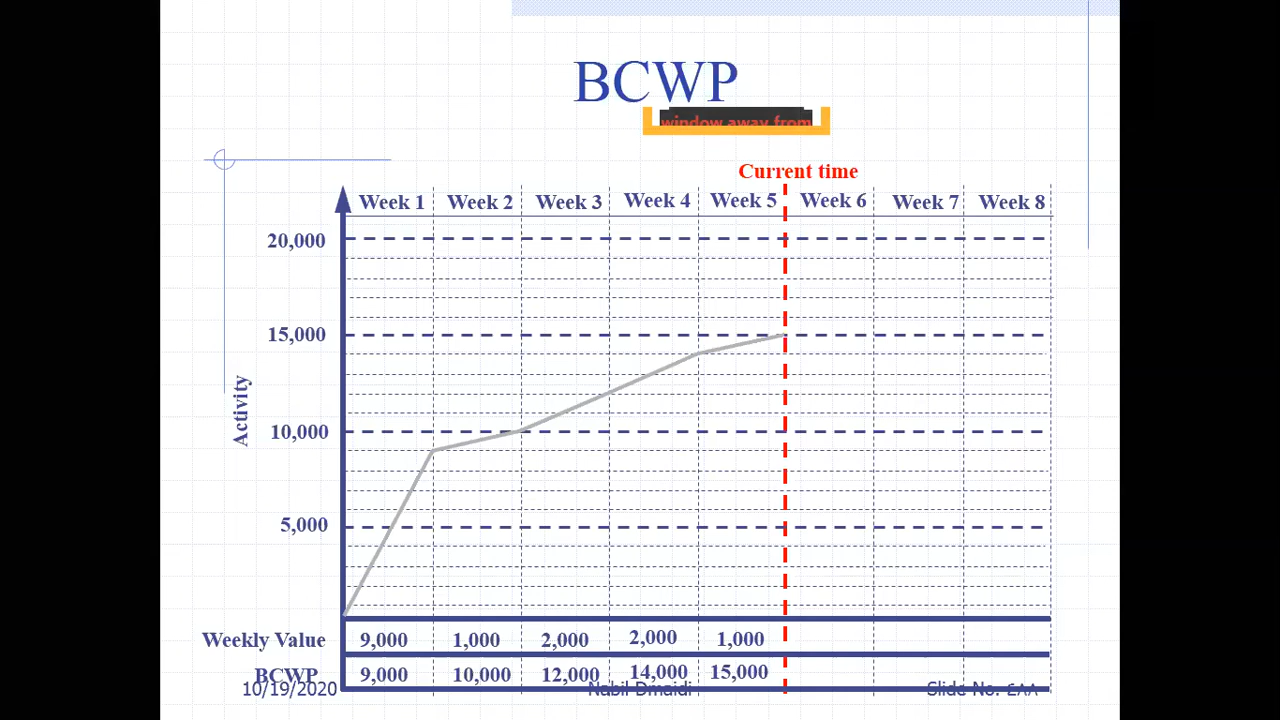 BCWP
window away from
Current time
Week 1 Week 2 Week 3 Week 4 Week 5 Week 6 Week 7 Week 8
20,000
15,000
10,000
5,000
Activity
Weekly Value 9,000 1,000 2,000 2,000 1,000
BCWP 9,000 10,000 12,000 14,000 15,000
10/19/2020 Nabil Dmaidi Slide No. ٤٨٨